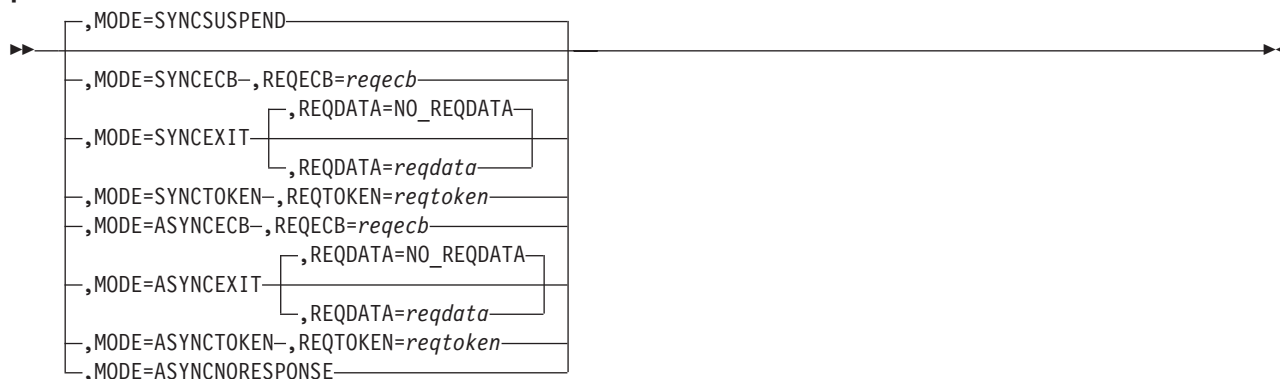 ,MODE=SYNCSUSPEND
,MODE=SYNCECB ,REQECB=reqecb
,REQDATA=NO_REQDATA
,MODE=SYNCEXIT
,REQDATA=reqdata
,MODE=SYNCTOKEN ,REQTOKEN=reqtoken
,MODE=ASYNCECB ,REQECB=reqecb
,REQDATA=NO_REQDATA
,MODE=ASYNCEXIT
,REQDATA=reqdata
,MODE=ASYNCTOKEN ,REQTOKEN=reqtoken
,MODE=ASYNCNORESPONSE